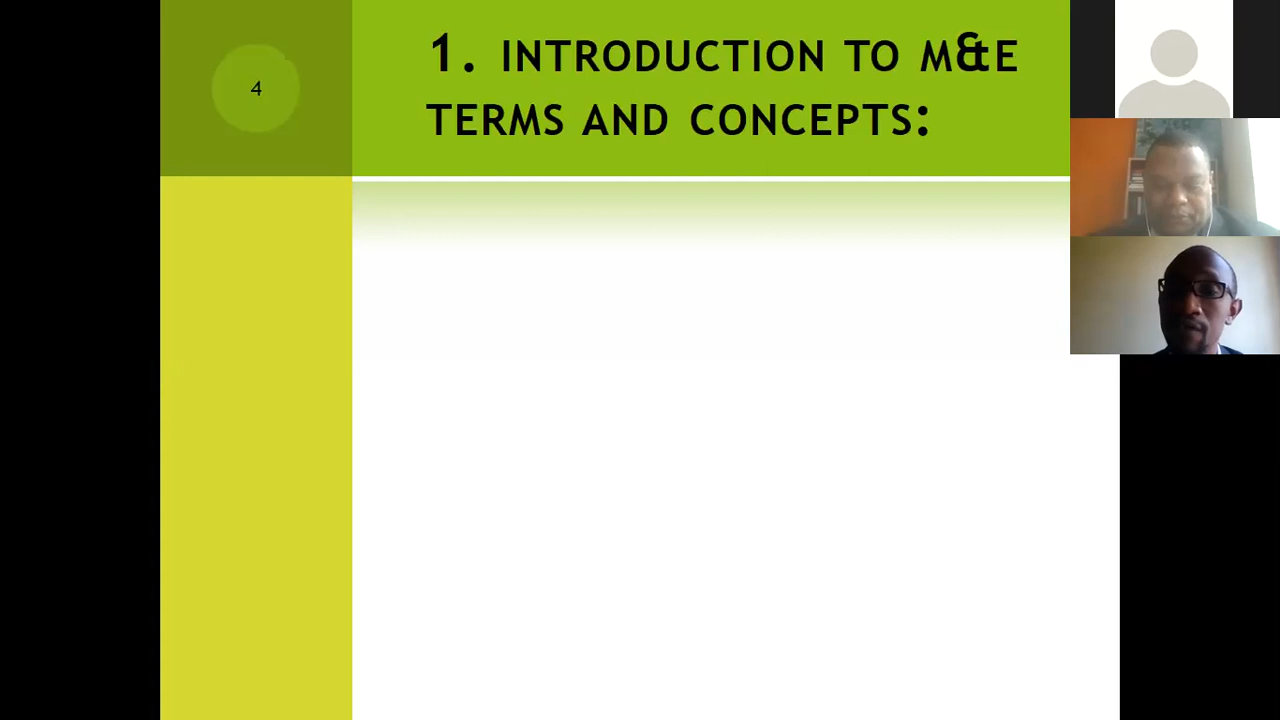 4
1. INTRODUCTION TO M&E
TERMS AND CONCEPTS: